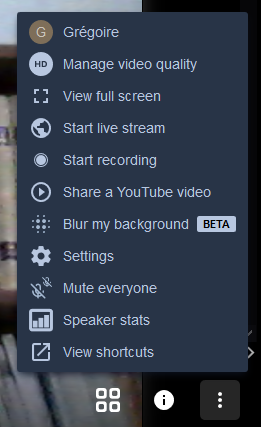 G Grégoire
HD Manage video quality
View full screen
Start live stream
Start recording
Share a YouTube video
Blur my background BETA
Settings
Mute everyone
Speaker stats
View shortcuts